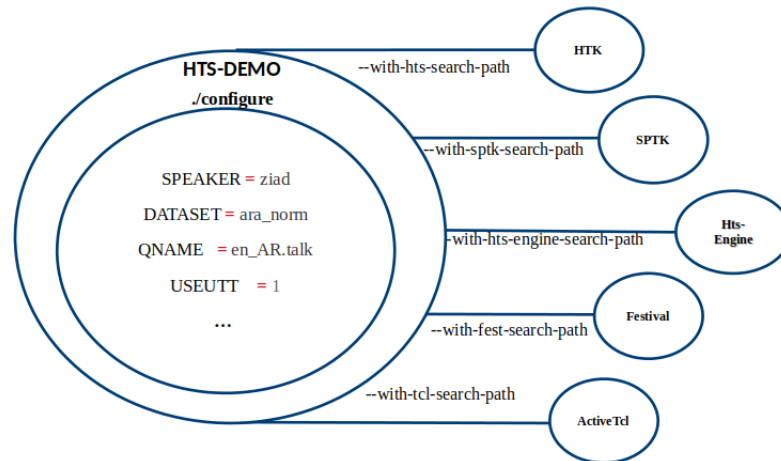 HTS-DEMO
./configure
SPEAKER = ziad
DATASET = ara_norm
QNAME = en_AR.talk
USEUTT = 1
...
--with-hts-search-path
HTK
--with-sptk-search-path
SPTK
-with-hts-engine-search-path
Hts-
Engine
--with-fest-search-path
Festival
--with-tcl-search-path
ActiveTcl